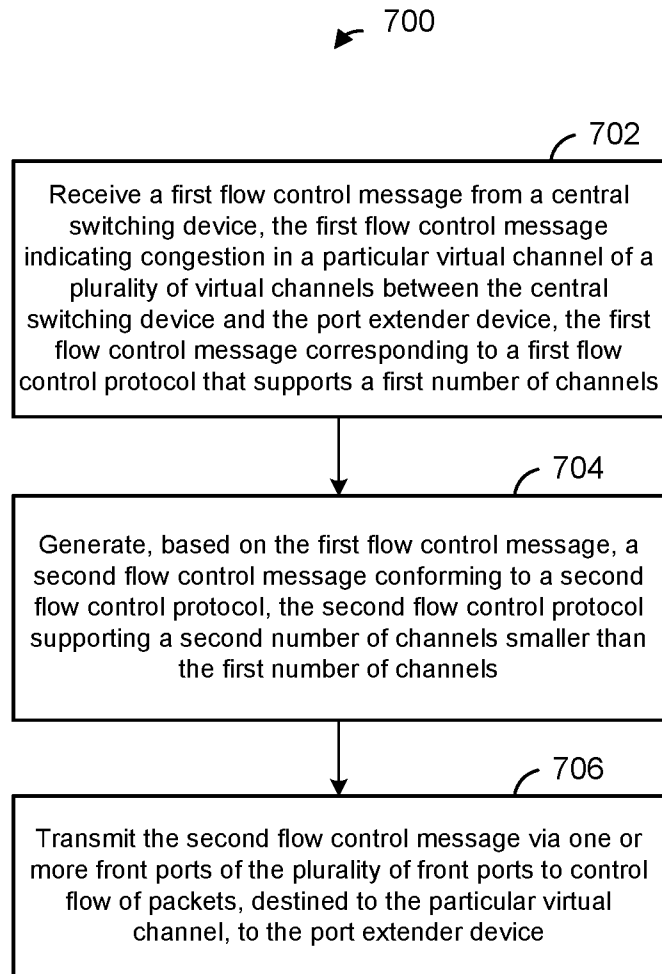 700
702
Receive a first flow control message from a central
switching device, the first flow control message
indicating congestion in a particular virtual channel of a
plurality of virtual channels between the central
switching device and the port extender device, the first
flow control message corresponding to a first flow
control protocol that supports a first number of channels
704
Generate, based on the first flow control message, a
second flow control message conforming to a second
flow control protocol, the second flow control protocol
supporting a second number of channels smaller than
the first number of channels
706
Transmit the second flow control message via one or
more front ports of the plurality of front ports to control
flow of packets, destined to the particular virtual
channel, to the port extender device